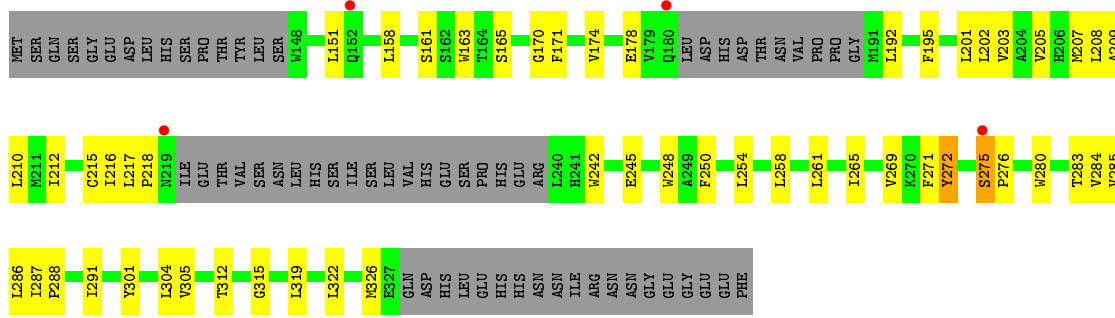 MET SER GLN SER GLY GLU ASP LEU HIS SER PRO THR TYR LEU SER W148 L151 Q152 L158 S161 S162 W163 T164 S165 G170 F171 V174 E178 V179 Q180 LEU ASP HIS ASP THR ASN VAL PRO PRO GLY M191 L192 F195 L201 L202 V203 A204 V205 H206 M207 L208 A209
L210 M211 I212 C215 I216 L217 P218 N219 ILE GLU THR VAL SER ASN LEU HIS SER ILE SER LEU VAL HIS GLU SER PRO HIS GLU ARG L240 H241 W242 E245 W248 A249 F250 L254 L258 L261 I265 V269 K270 F271 Y272 S275 P276 W280 T283 V284
L286 I287 P288 I291 Y301 L304 V305 T312 G315 L319 L322 M326 E327 GLN ASP HIS LEU GLU HIS HIS ASN ASN ILE ARG ASN ASN GLY GLU GLY GLU GLU PHE